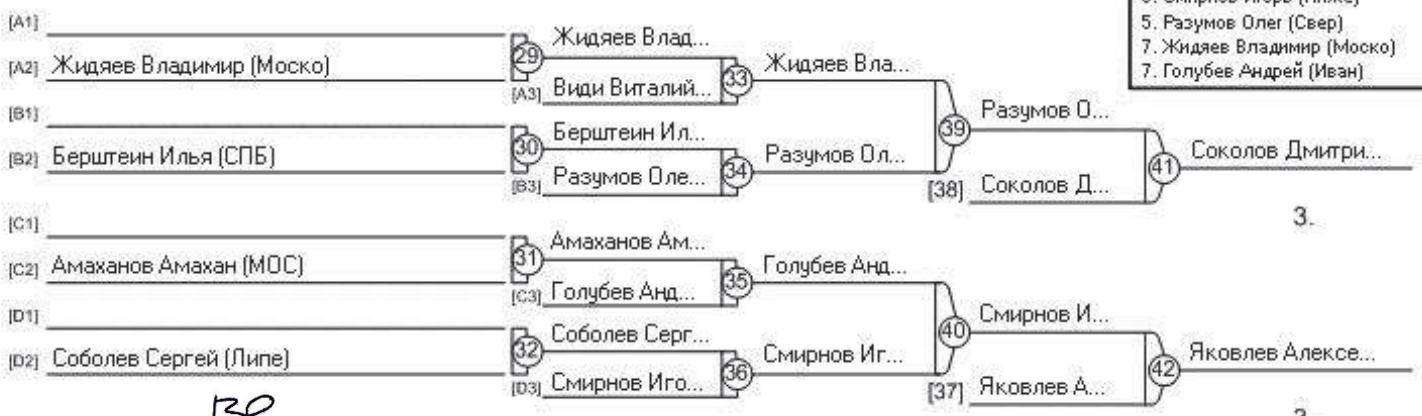 5. Разумов Олег (Свер)
7. Жидяев Владимир (Моско)
7. Голубев Андрей (Иван)
[A1]
[A2] Жидяев Владимир (Моско)
29
Жидяев Влад...
[A3] Види Виталий...
33
Жидяев Вла...
[B1]
[B2] Берштеин Илья (СПБ)
30
Берштеин Ил...
[B3] Разумов Оле...
34
Разумов Ол...
39
Разумов О...
[38] Соколов Д...
41
Соколов Дмитри...
3.
[C1]
[C2] Амаханов Амахан (МОС)
31
Амаханов Ам...
[C3] Голубев Анд...
35
Голубев Анд...
[D1]
[D2] Соболев Сергей (Липе)
32
Соболев Серг...
[D3] Смирнов Иго...
36
Смирнов Иг...
40
Смирнов И...
[37] Яковлев А...
42
Яковлев Алексе...